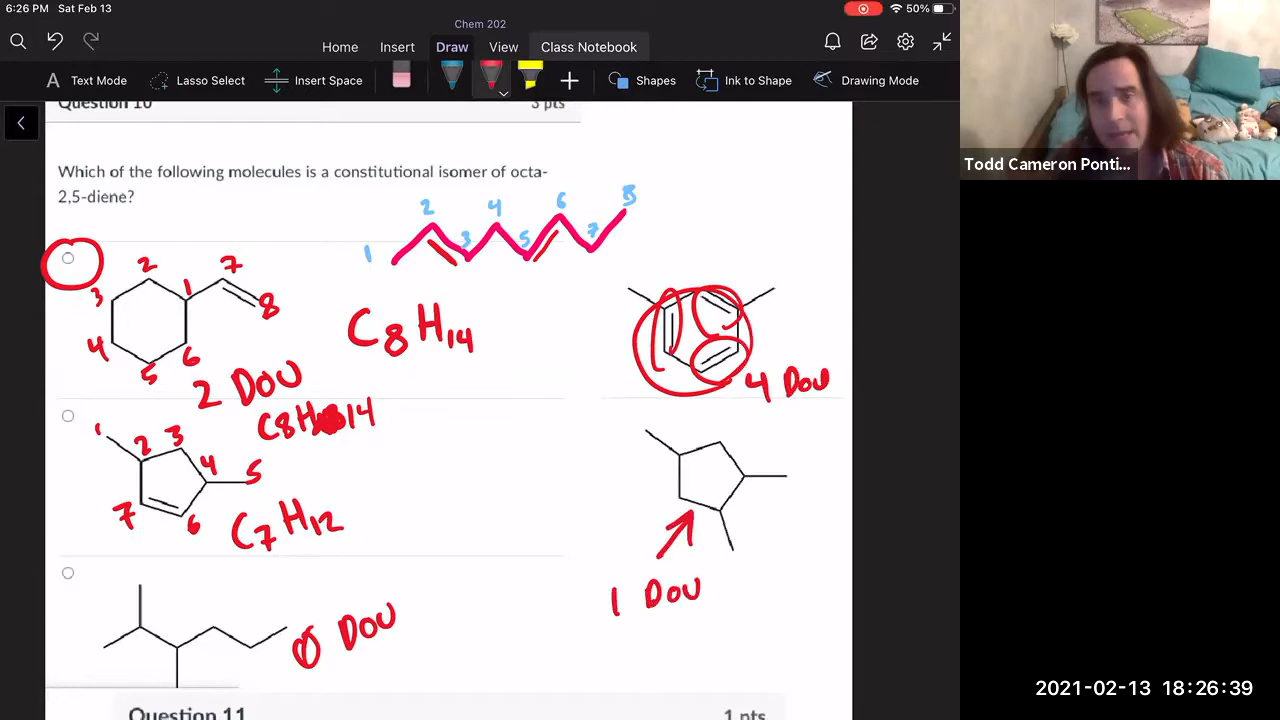 6:26 PM Sat Feb 13
50%
Chem 202
Home Insert Draw View Class Notebook
Text Mode Lasso Select Insert Space Shapes Ink to Shape Drawing Mode
Question 10 3 pts
Which of the following molecules is a constitutional isomer of octa-
2,5-diene?
1 2 3 4 5 6 7 8
C8H14
1 2 3 4 5 6 7 8
2 DOU
C8H14
4 DOU
1 2 3 4 5 6 7
C7H12
1 DOU
0 DOU
Question 11 1 pts
Todd Cameron Ponti...
2021-02-13 18:26:39